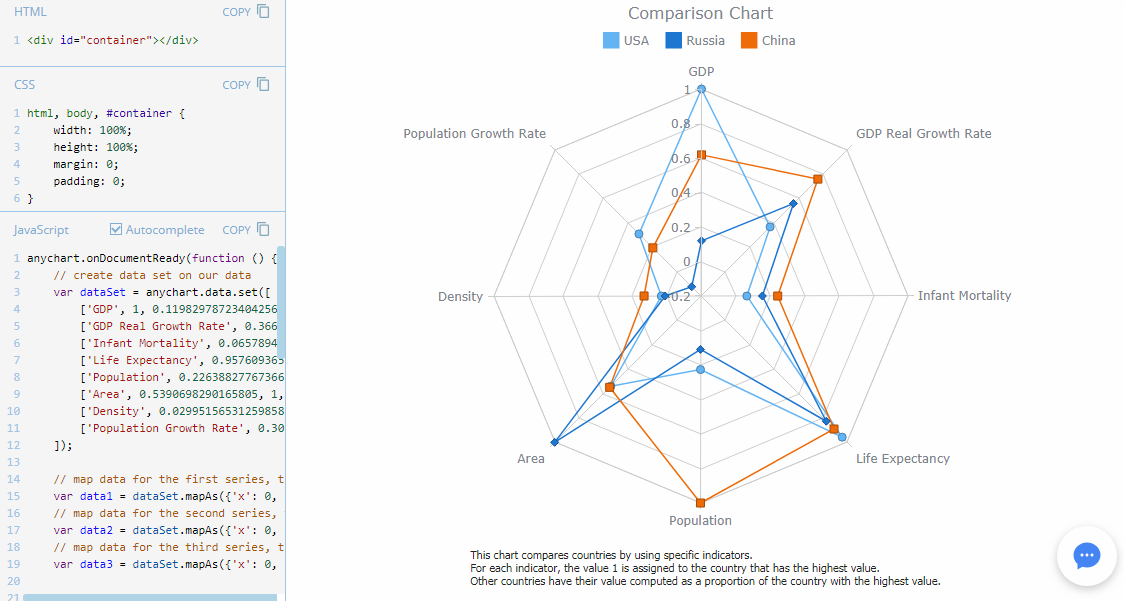 HTML
COPY
1 <div id="container"></div>
CSS
COPY
1 html, body, #container {
2 width: 100%;
3 height: 100%;
4 margin: 0;
5 padding: 0;
6 }
JavaScript
Autocomplete
COPY
1 anychart.onDocumentReady(function () {
2 // create data set on our data
3 var dataSet = anychart.data.set([
4 ['GDP', 1, 0.11982978723404256
5 ['GDP Real Growth Rate', 0.366
6 ['Infant Mortality', 0.0657894
7 ['Life Expectancy', 0.957609365
8 ['Population', 0.22638827767366
9 ['Area', 0.5390698290165805, 1,
10 ['Density', 0.02995156531259858
11 ['Population Growth Rate', 0.30
12 ]);
13
14 // map data for the first series, t
15 var data1 = dataSet.mapAs({'x': 0,
16 // map data for the second series,
17 var data2 = dataSet.mapAs({'x': 0,
18 // map data for the third series, t
19 var data3 = dataSet.mapAs({'x': 0,
20
21
Comparison Chart
USA Russia China
GDP
GDP Real Growth Rate
Infant Mortality
Life Expectancy
Population
Area
Density
Population Growth Rate
1
0.8
0.6
0.4
0.2
0
-0.2
This chart compares countries by using specific indicators.
For each indicator, the value 1 is assigned to the country that has the highest value.
Other countries have their value computed as a proportion of the country with the highest value.